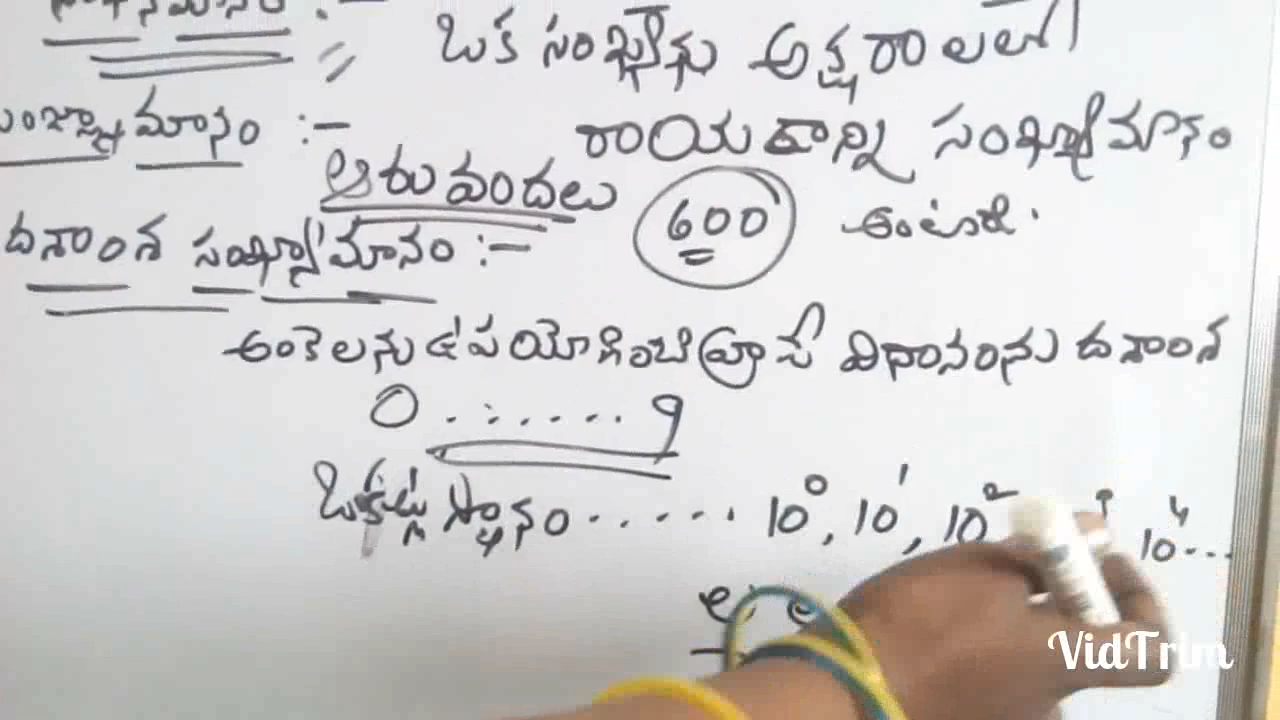 ఒక సంఖ్యను అక్షరాలలో
సంజ్ఞామానం :-
రాయడాన్ని సంఖ్యామానం
ఆరు వందలు 600 అంటారు.
దశాంశ సంఖ్యామానం :-
అంకెలను ఉపయోగించి వ్రాసే విధానంను దశాంశ
0 . . . . . . . 9
ఒకట్ల స్థానం . . . . . . 10⁰, 10¹, 10² 10⁴ ...
VidTrim